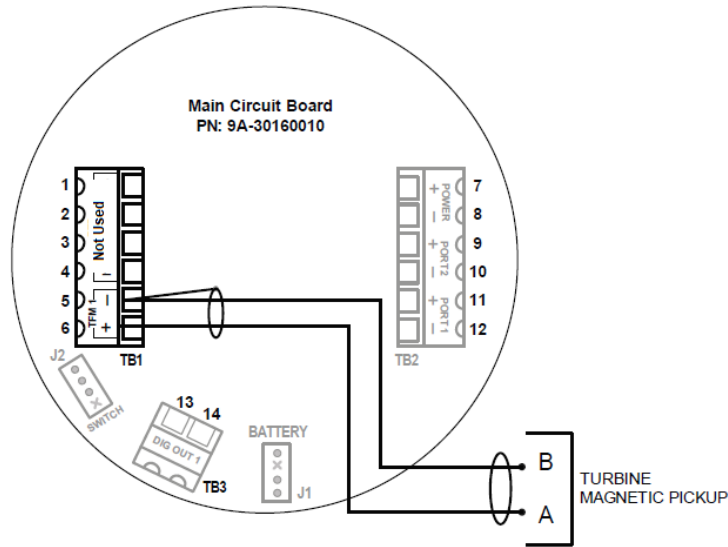 Main Circuit Board
PN: 9A-30160010
1
2
3
4
5
6
Not Used
–
TFM 1
–
+
TB1
+
–
POWER
+
–
PORT2
+
–
PORT 1
7
8
9
10
11
12
TB2
J2
SWITCH
13
14
DIG OUT 1
TB3
BATTERY
J1
B
A
TURBINE
MAGNETIC PICKUP